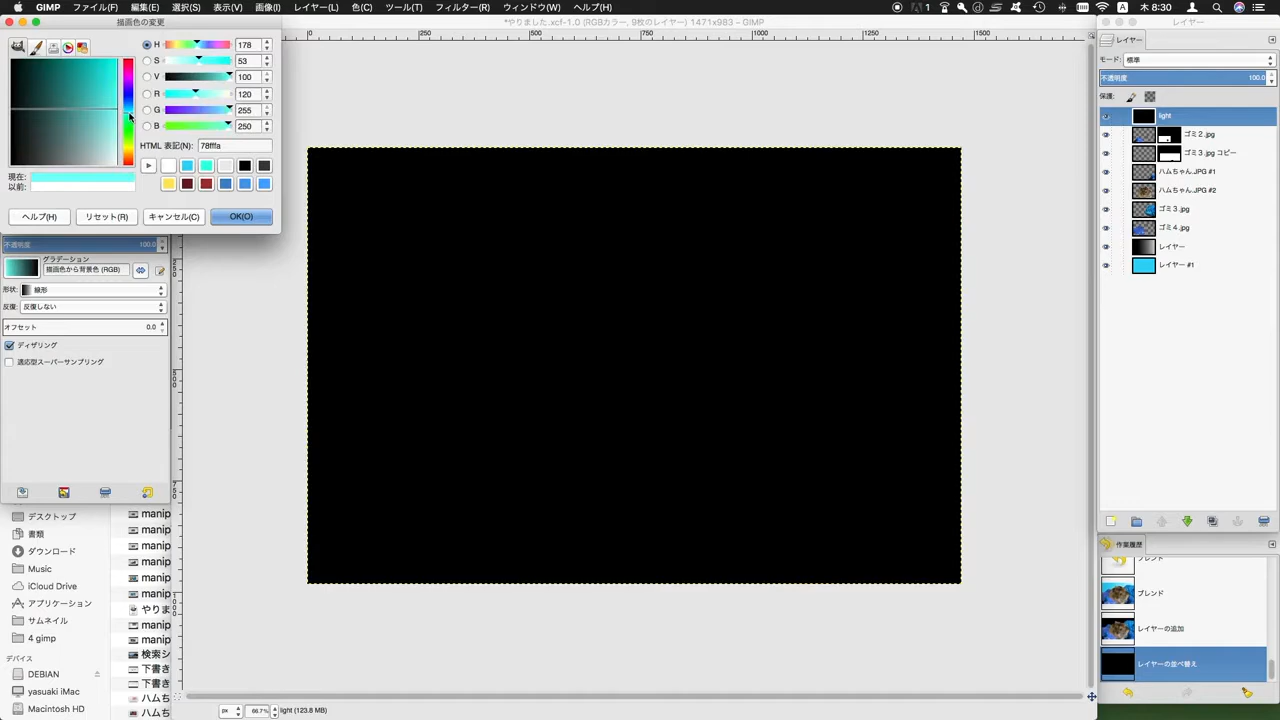 GIMP ファイル(F) 編集(E) 選択(S) 表示(V) 画像(I) レイヤー(L) 色(C) ツール(T) フィルター(R) ウィンドウ(W) ヘルプ(H) 1 A 木 8:30
描画色の変更
*やりました.xcf-1.0 (RGBカラー, 9枚のレイヤー) 1471x983 – GIMP
レイヤー
0 250 500 750 1000 1250 1500
レイヤー
モード: 標準
不透明度 100.0
保護:
H 178
S 53
V 100
R 120
G 255
B 250
HTML 表記(N): 78fffa
現在:
以前:
ヘルプ(H) リセット(R) キャンセル(C) OK(O)
light
ゴミ2.jpg
ゴミ3.jpg コピー
ハムちゃん.JPG #1
ハムちゃん.JPG #2
ゴミ3.jpg
ゴミ4.jpg
レイヤー
レイヤー #1
不透明度 100.0
グラデーション
描画色から背景色 (RGB)
形状: 線形
反復: 反復しない
オフセット 0.0
ディザリング
適応型スーパーサンプリング
250
500
750
1000
デスクトップ
書類
ダウンロード
Music
iCloud Drive
アプリケーション
サムネイル
4 gimp
デバイス
DEBIAN
yasuaki iMac
Macintosh HD
manip
manip
manip
manip
manip
manip
やりま
manip
manip
検索シ
下書き
下書き
ハムち
ハムち
作業履歴
ブレンド
ブレンド
レイヤーの追加
レイヤーの並べ替え
px 66.7% light (123.8 MB)